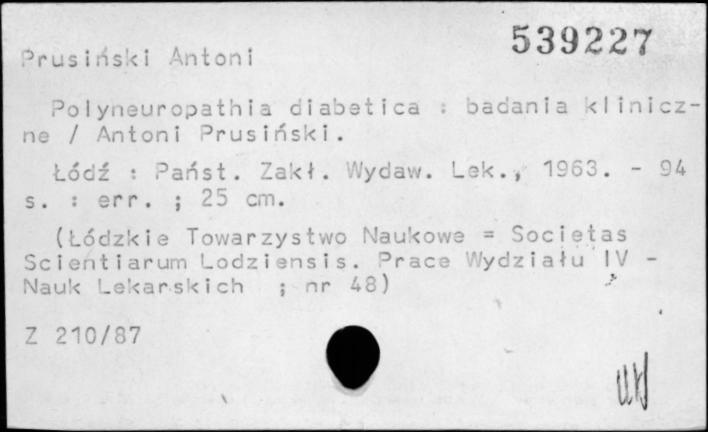 539227
Prusiński Antoni
Polyneuropathia diabetica : badania klinicz-
ne / Antoni Prusiński.
Łódź : Państ. Zakł. Wydaw. Lek., 1963. - 94
s. : err. ; 25 cm.
(Łódzkie Towarzystwo Naukowe = Societas
Scientiarum Lodziensis. Prace Wydziału IV -
Nauk Lekarskich ; nr 48)
Z 210/87